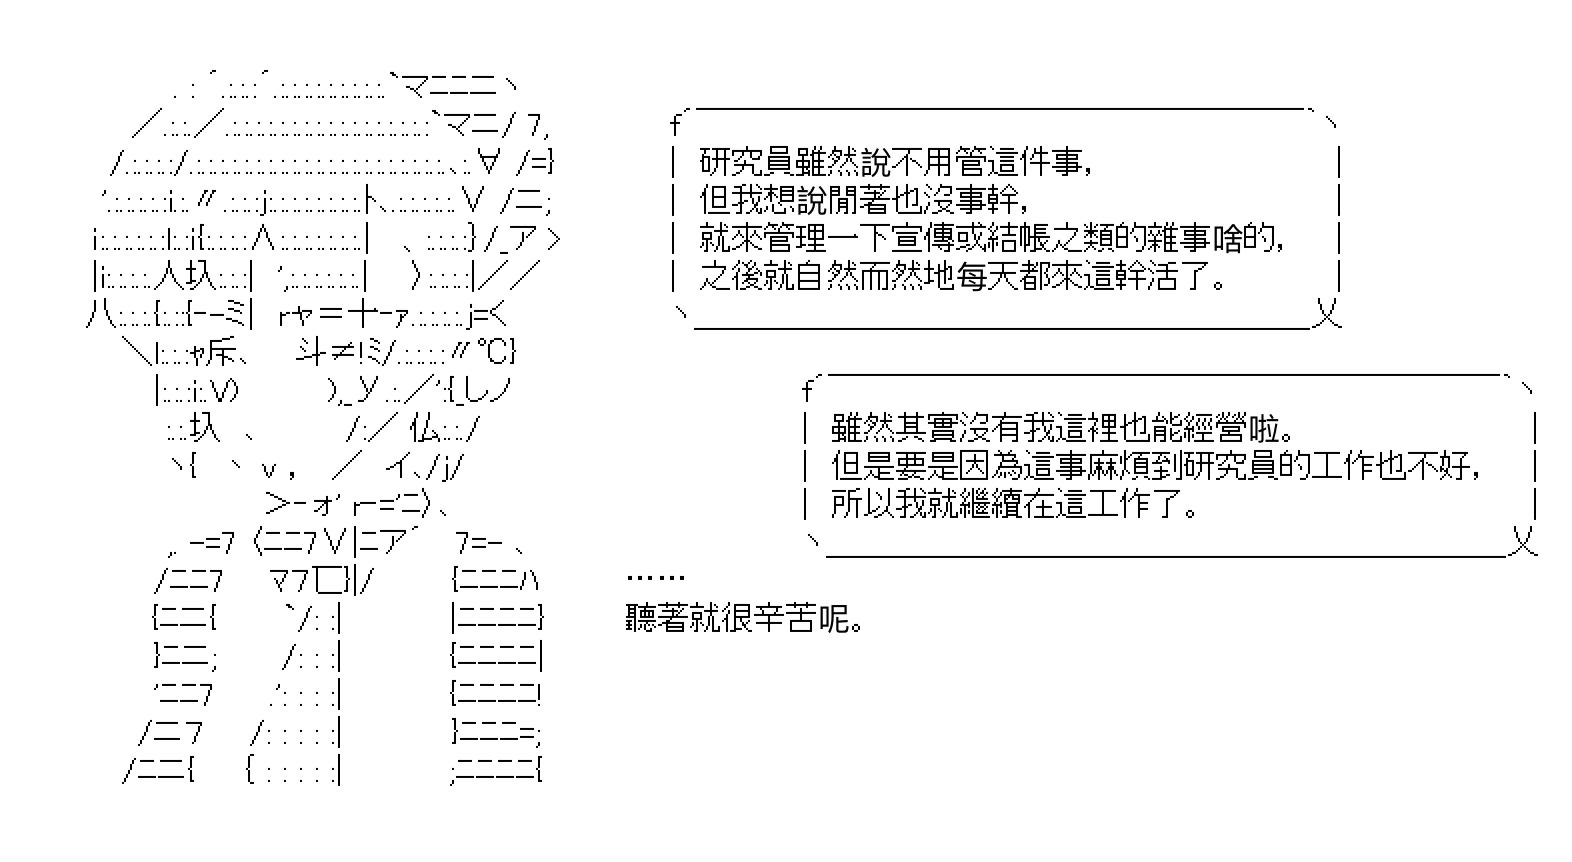 研究員雖然說不用管這件事，
但我想說閒著也沒事幹，
就來管理一下宣傳或結帳之類的雜事啥的，
之後就自然而然地每天都來這幹活了。
雖然其實沒有我這裡也能經營啦。
但是要是因為這事麻煩到研究員的工作也不好，
所以我就繼續在這工作了。
……
聽著就很辛苦呢。